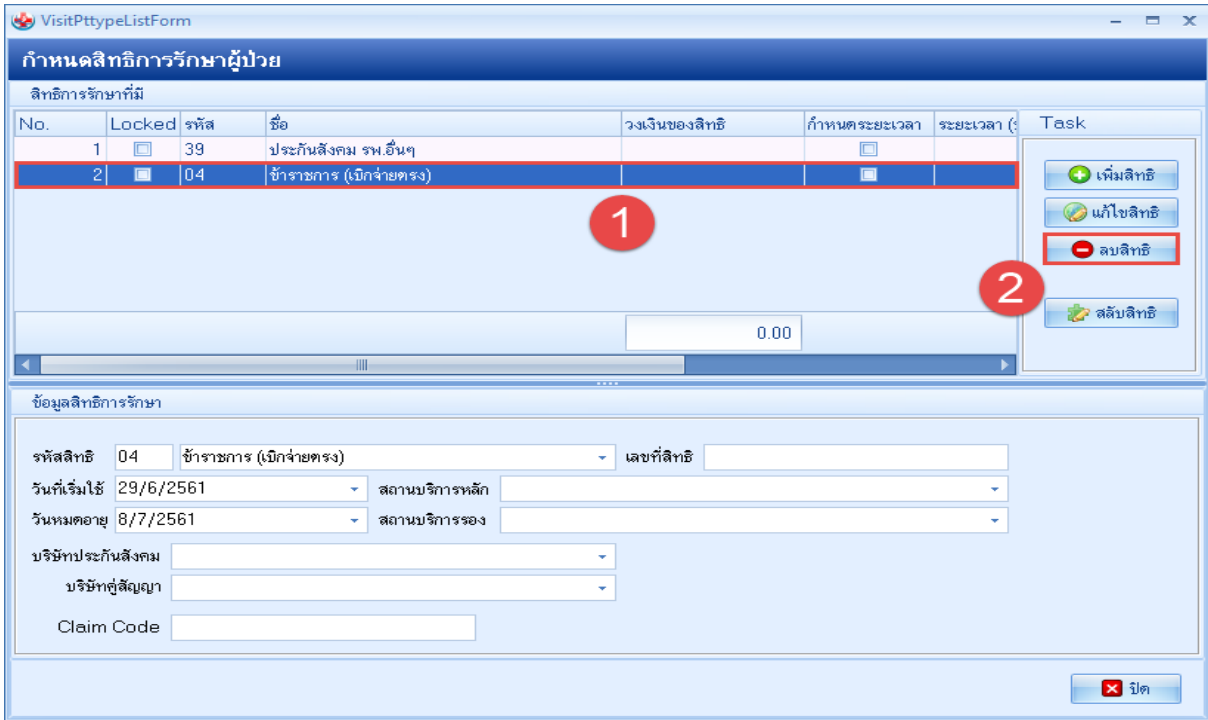 VisitPttypeListForm
กำหนดสิทธิการรักษาผู้ป่วย
สิทธิการรักษาที่มี
No. Locked รหัส ชื่อ วงเงินของสิทธิ กำหนดระยะเวลา ระยะเวลา (: Task
1 39 ประกันสังคม รพ.อื่นๆ
2 04 ข้าราชการ (เบิกจ่ายตรง)
เพิ่มสิทธิ
แก้ไขสิทธิ
1
ลบสิทธิ
2
สลับสิทธิ
0.00
ข้อมูลสิทธิการรักษา
รหัสสิทธิ 04 ข้าราชการ (เบิกจ่ายตรง) เลขที่สิทธิ
วันที่เริ่มใช้ 29/6/2561 สถานบริการหลัก
วันหมดอายุ 8/7/2561 สถานบริการรอง
บริษัทประกันสังคม
บริษัทคู่สัญญา
Claim Code
ปิด